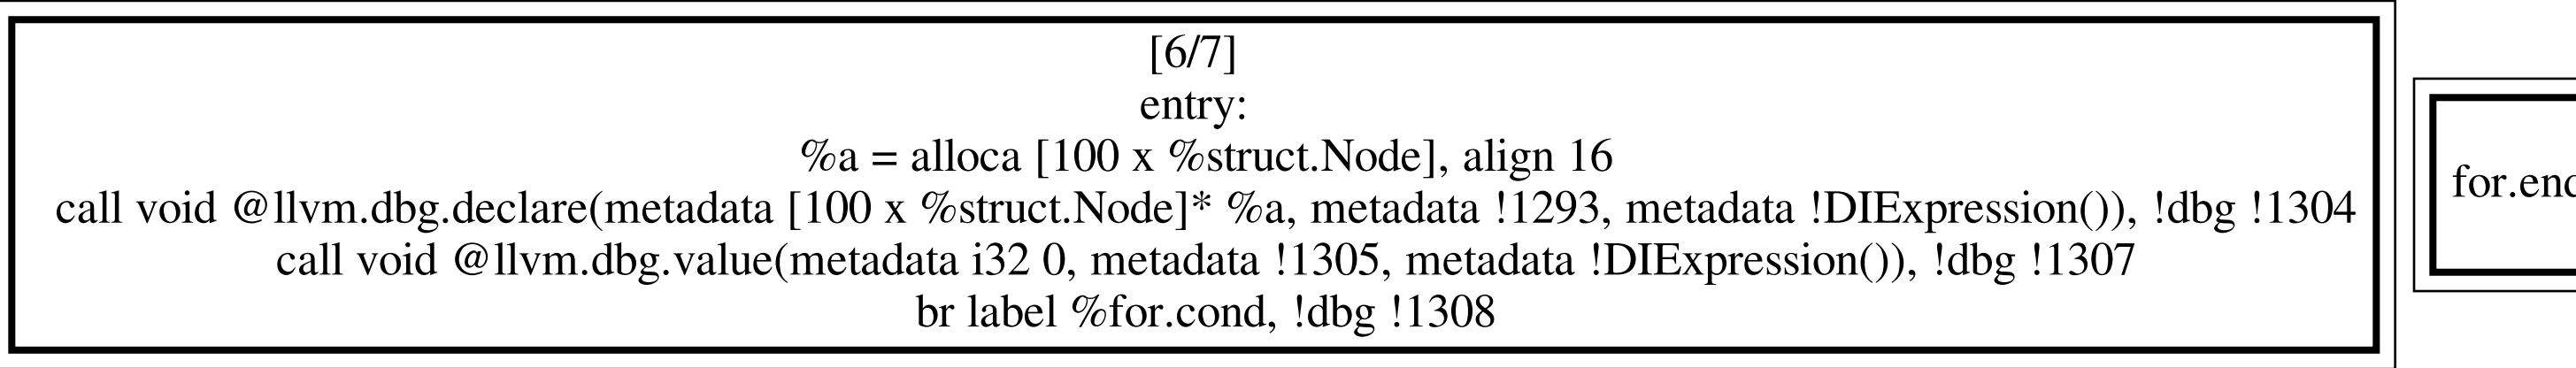 [6/7]
entry:
%a = alloca [100 x %struct.Node], align 16
call void @llvm.dbg.declare(metadata [100 x %struct.Node]* %a, metadata !1293, metadata !DIExpression()), !dbg !1304
call void @llvm.dbg.value(metadata i32 0, metadata !1305, metadata !DIExpression()), !dbg !1307
br label %for.cond, !dbg !1308